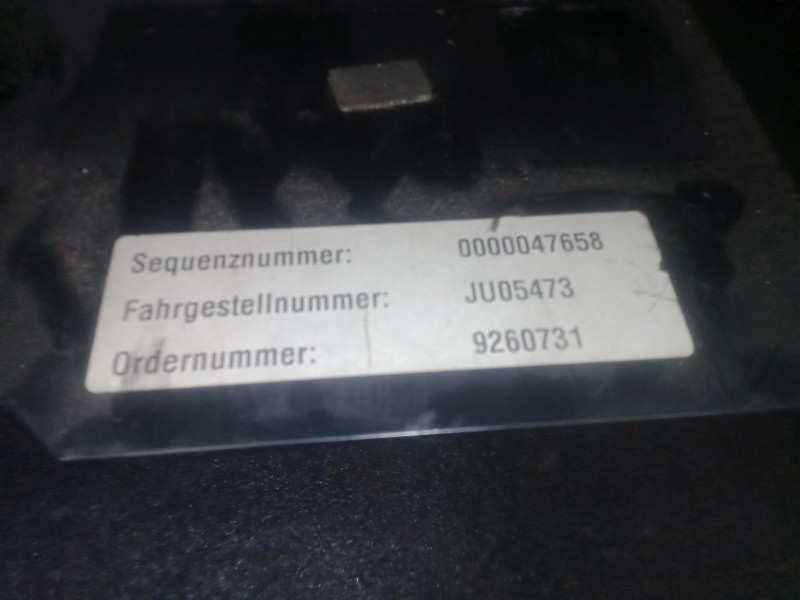 Sequenznummer: 0000047658
Fahrgestellnummer: JU05473
Ordernummer: 9260731